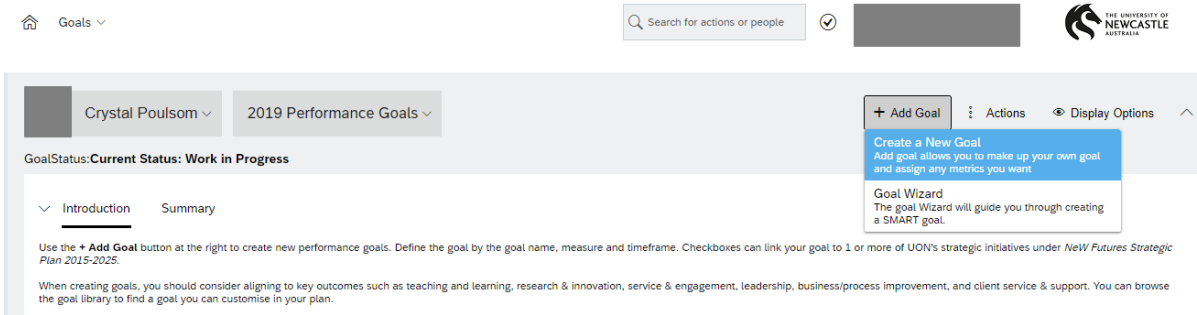 Goals
Search for actions or people
THE UNIVERSITY OF
NEWCASTLE
AUSTRALIA
Crystal Poulsom
2019 Performance Goals
+ Add Goal
Actions
Display Options
Create a New Goal
Add goal allows you to make up your own goal
and assign any metrics you want
Goal Wizard
The goal Wizard will guide you through creating
a SMART goal.
GoalStatus:Current Status: Work in Progress
Introduction Summary
Use the + Add Goal button at the right to create new performance goals. Define the goal by the goal name, measure and timeframe. Checkboxes can link your goal to 1 or more of UON's strategic initiatives under NeW Futures Strategic
Plan 2015-2025.
When creating goals, you should consider aligning to key outcomes such as teaching and learning, research & innovation, service & engagement, leadership, business/process improvement, and client service & support. You can browse
the goal library to find a goal you can customise in your plan.